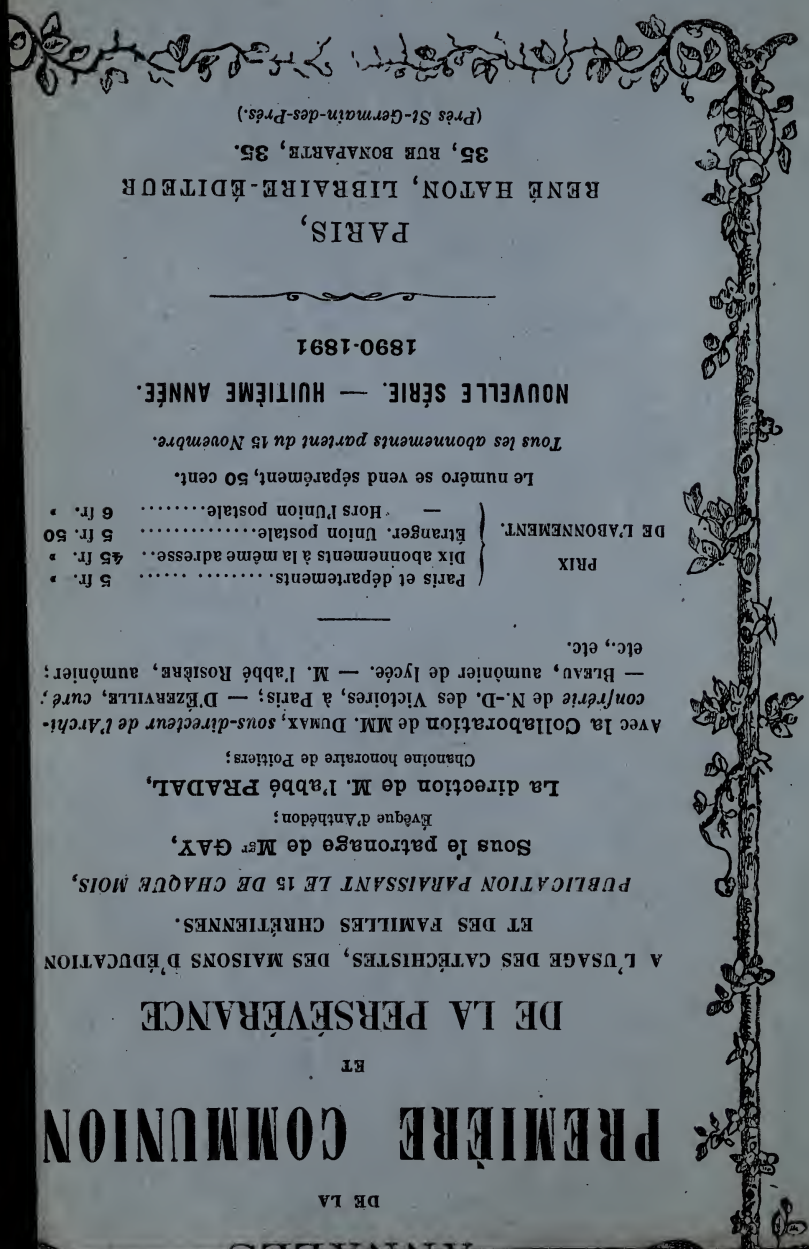 DE LA
PREMIÈRE COMMUNION
ET
DE LA PERSÉVÉRANCE
A L'USAGE DES CATÉCHISTES, DES MAISONS D'ÉDUCATION
ET DES FAMILLES CHRÉTIENNES.
PUBLICATION PARAISSANT LE 15 DE CHAQUE MOIS,
Sous le patronage de Mgr GAY,
Évêque d'Anthédon;
La direction de M. l'abbé PRADAL,
Chanoine honoraire de Poitiers;
Avec la Collaboration de MM. DUMAX, sous-directeur de l'Archi-
confrérie de N.-D. des Victoires, à Paris; — D'ÉZERVILLE, curé;
— BLEAU, aumônier de lycée. — M. l'abbé ROSIÈRE, aumônier;
etc., etc.
PRIX
DE L'ABONNEMENT.
Paris et départements. 5 fr. »
Dix abonnements à la même adresse.. 45 fr. »
Étranger. Union postale. 5 fr. 50
— Hors l'Union postale. 6 fr. »
Le numéro se vend séparément, 50 cent.
Tous les abonnements partent du 15 Novembre.
NOUVELLE SÉRIE. — HUITIÈME ANNÉE.
1890-1891
PARIS,
RENÉ HATON, LIBRAIRE-ÉDITEUR
35, RUE BONAPARTE, 35.
(Près St-Germain-des-Prés.)